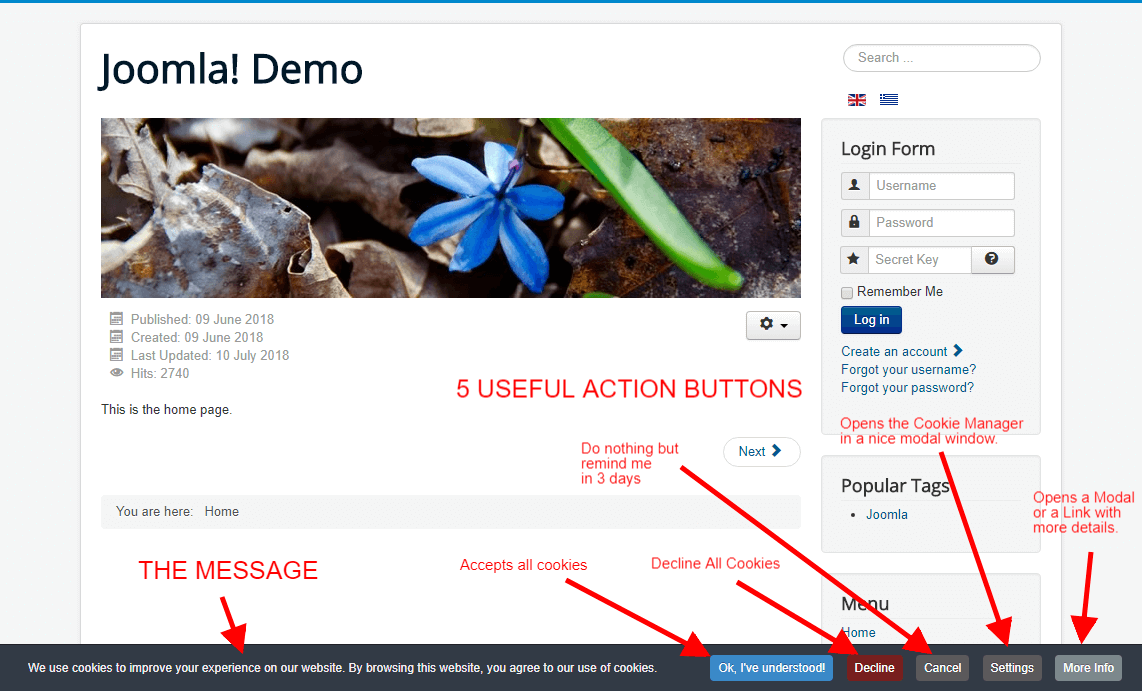 Joomla! Demo
Search ...
Login Form
Username
Password
Secret Key
Remember Me
Log in
Create an account
Forgot your username?
Forgot your password?
Published: 09 June 2018
Created: 09 June 2018
Last Updated: 10 July 2018
Hits: 2740
5 USEFUL ACTION BUTTONS
This is the home page.
Opens the Cookie Manager
in a nice modal window.
Do nothing but
remind me
in 3 days
Next
Popular Tags
Joomla
Opens a Modal
or a Link with
more details.
You are here: Home
THE MESSAGE
Accepts all cookies
Decline All Cookies
Menu
Home
We use cookies to improve your experience on our website. By browsing this website, you agree to our use of cookies.
Ok, I've understood!
Decline
Cancel
Settings
More Info